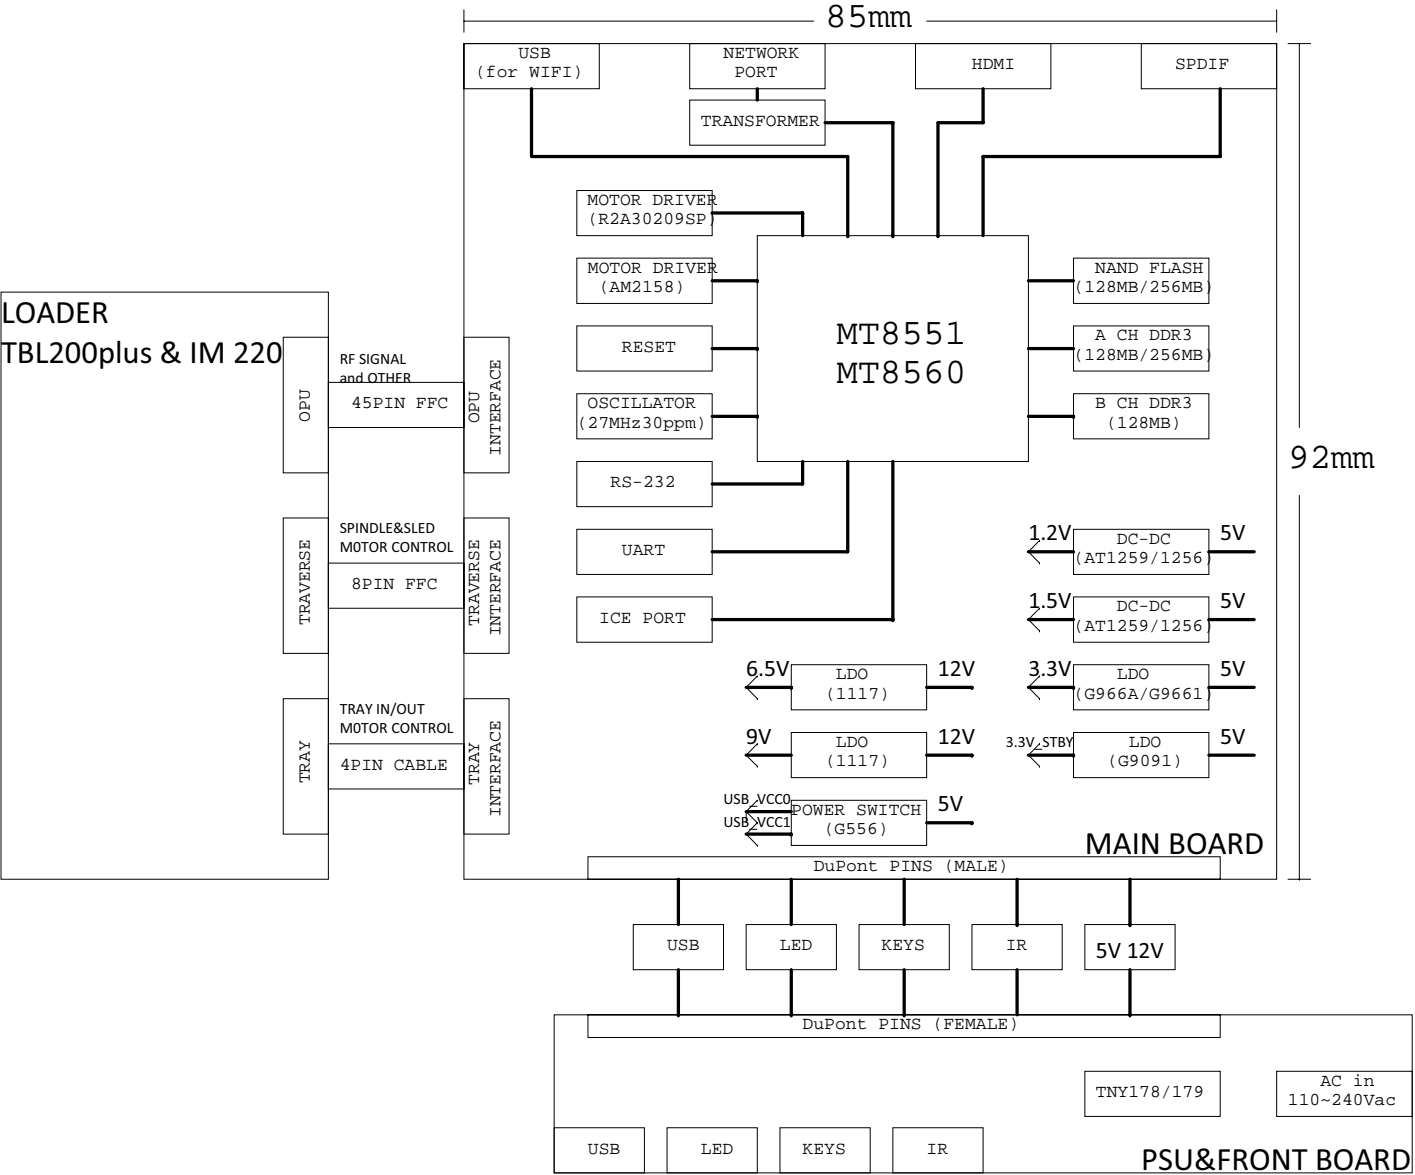 85mm
USB
(for WIFI)
NETWORK
PORT
HDMI
SPDIF
TRANSFORMER
MOTOR DRIVER
(R2A30209SP)
MOTOR DRIVER
(AM2158)
RESET
OSCILLATOR
(27MHz30ppm)
RS-232
UART
ICE PORT
MT8551
MT8560
NAND FLASH
(128MB/256MB)
A CH DDR3
(128MB/256MB)
B CH DDR3
(128MB)
92mm
LOADER
TBL200plus & IM 220
OPU
RF SIGNAL
and OTHER
45PIN FFC
OPU
INTERFACE
TRAVERSE
SPINDLE&SLED
M0TOR CONTROL
8PIN FFC
TRAVERSE
INTERFACE
TRAY
TRAY IN/OUT
M0TOR CONTROL
4PIN CABLE
TRAY
INTERFACE
1.2V
DC-DC
(AT1259/1256)
5V
1.5V
DC-DC
(AT1259/1256)
5V
6.5V
LDO
(1117)
12V
3.3V
LDO
(G966A/G9661)
5V
9V
LDO
(1117)
12V
3.3V_STBY
LDO
(G9091)
5V
USB_VCC0
USB_VCC1
POWER SWITCH
(G556)
5V
MAIN BOARD
DuPont PINS (MALE)
USB
LED
KEYS
IR
5V 12V
DuPont PINS (FEMALE)
TNY178/179
AC in
110~240Vac
USB
LED
KEYS
IR
PSU&FRONT BOARD